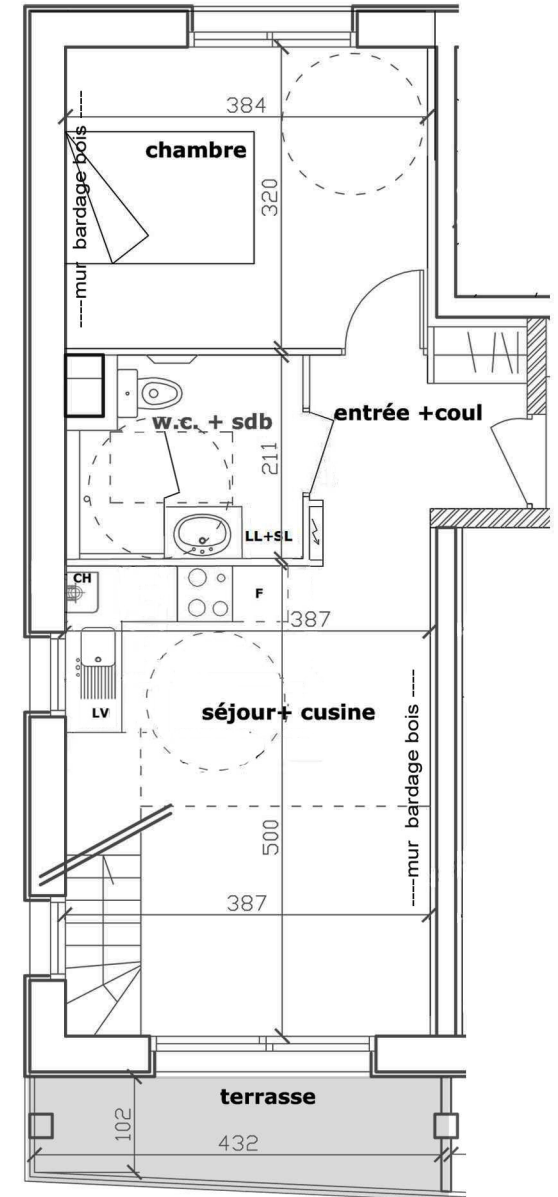 384
chambre
----mur bardage bois ----
320
entrée +coul
w.c. + sdb
211
LL+SL
CH
F
387
LV
séjour+ cusine
----mur bardage bois ----
500
387
terrasse
102
432